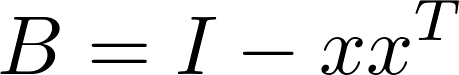 B = I − xx^T